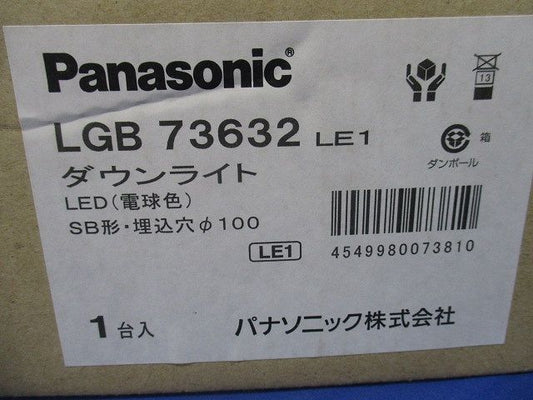 Panasonic®
LGB 73632 LE1
ダウンライト
LED(電球色)
SB形・埋込穴φ100
LE1
13
箱
ダンボール
4549980073810
1台入
パナソニック株式会社